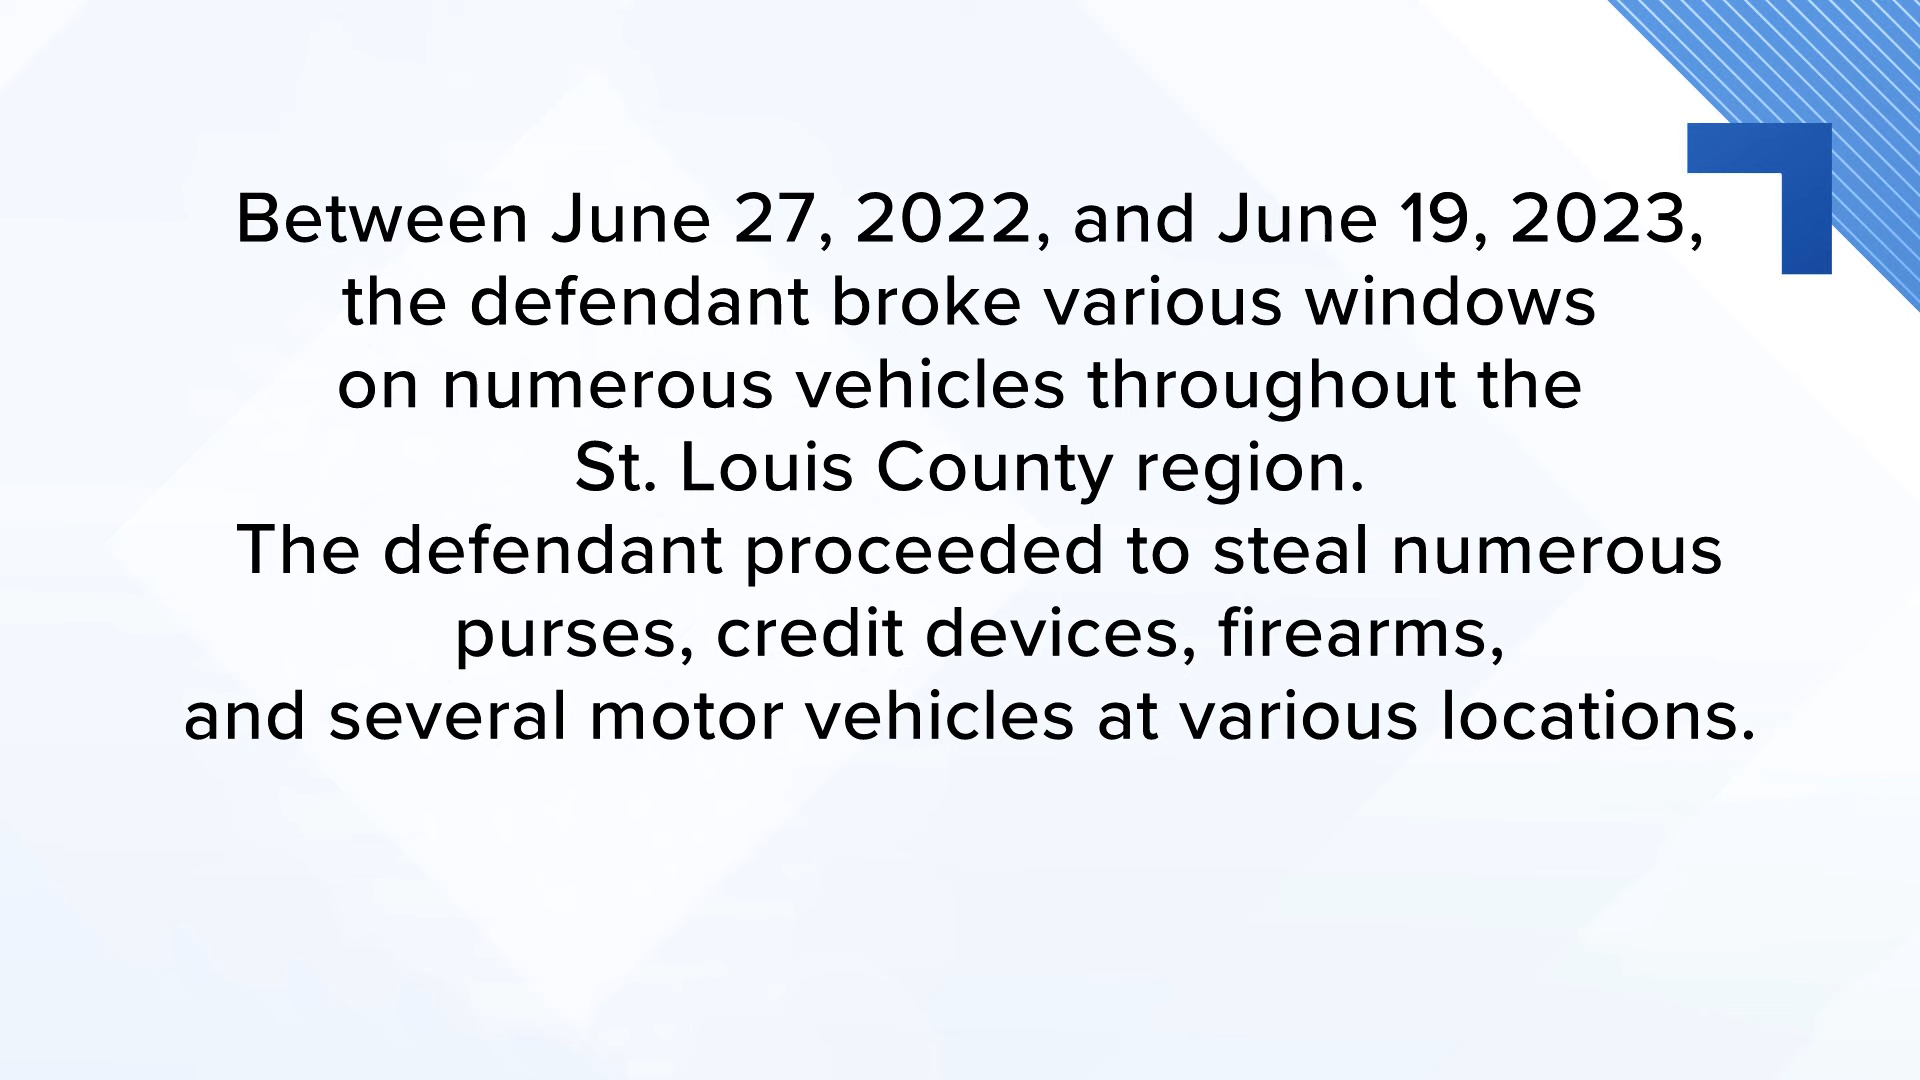 Between June 27, 2022, and June 19, 2023,
the defendant broke various windows
on numerous vehicles throughout the
St. Louis County region.
The defendant proceeded to steal numerous
purses, credit devices, firearms,
and several motor vehicles at various locations.